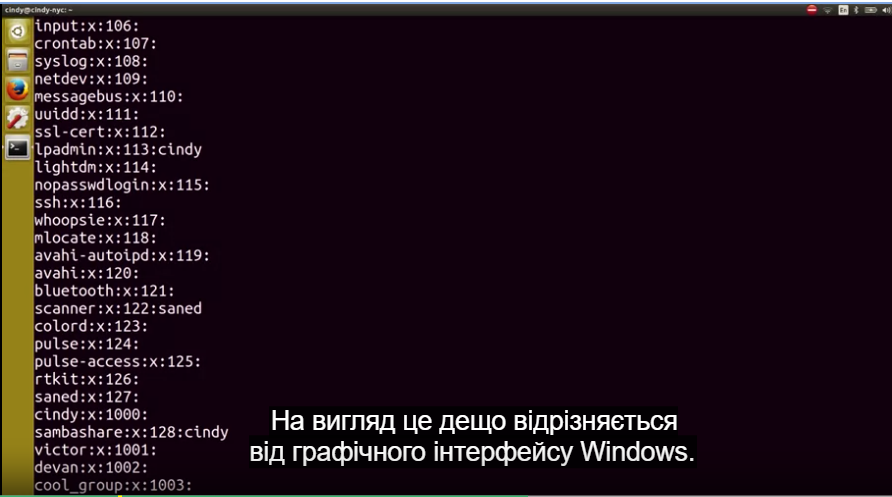 cindy@cindy-nyc: ~
En
input:x:106:
crontab:x:107:
syslog:x:108:
netdev:x:109:
messagebus:x:110:
uuidd:x:111:
ssl-cert:x:112:
lpadmin:x:113:cindy
lightdm:x:114:
nopasswdlogin:x:115:
ssh:x:116:
whoopsie:x:117:
mlocate:x:118:
avahi-autoipd:x:119:
avahi:x:120:
bluetooth:x:121:
scanner:x:122:saned
colord:x:123:
pulse:x:124:
pulse-access:x:125:
rtkit:x:126:
saned:x:127:
cindy:x:1000:
sambashare:x:128:cindy
victor:x:1001:
devan:x:1002:
cool_group:x:1003:
На вигляд це дещо відрізняється
від графічного інтерфейсу Windows.